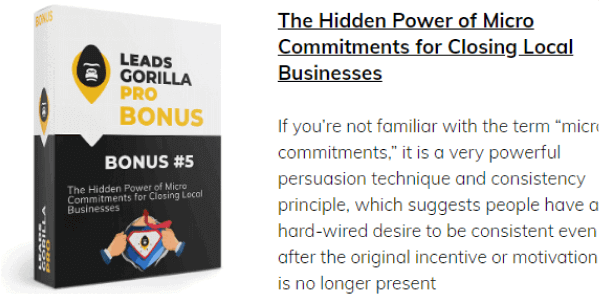 BONUS
LEADS
GORILLA
PRO
BONUS
BONUS #5
The Hidden Power of Micro
Commitments for Closing Local
Businesses
LEADS
GORILLA
PRO
The Hidden Power of Micro
Commitments for Closing Local
Businesses
If you’re not familiar with the term “micro
commitments,” it is a very powerful
persuasion technique and consistency
principle, which suggests people have a
hard-wired desire to be consistent even
after the original incentive or motivation
is no longer present